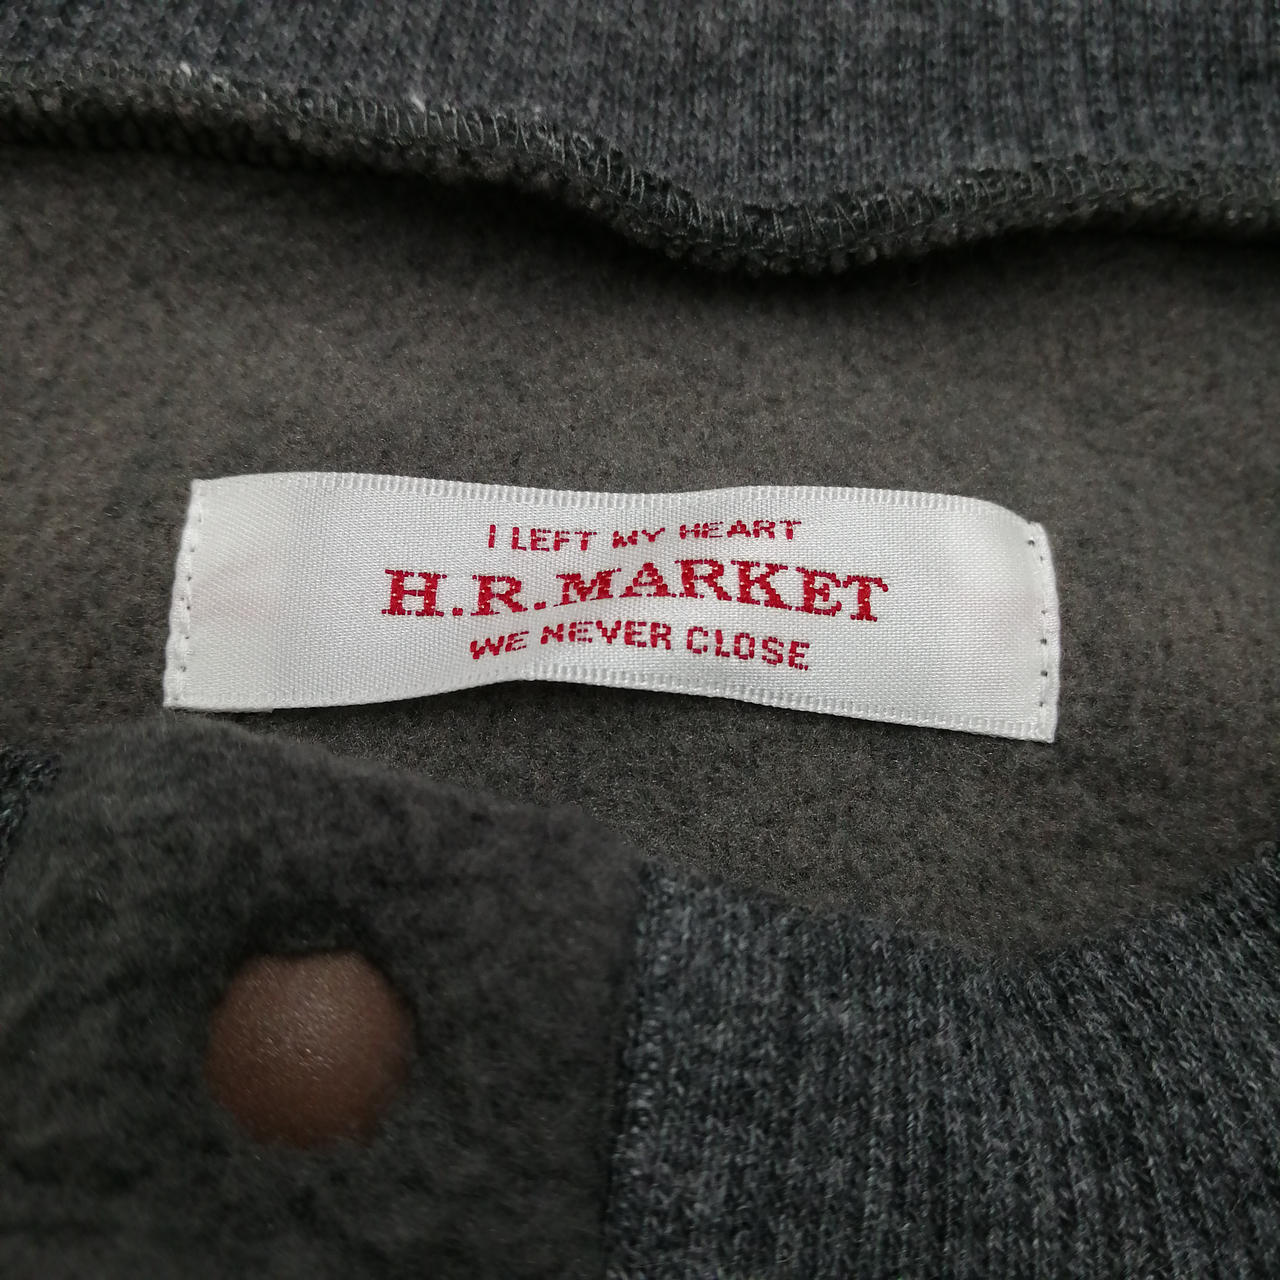 I LEFT MY HEART
H.R.MARKET
WE NEVER CLOSE